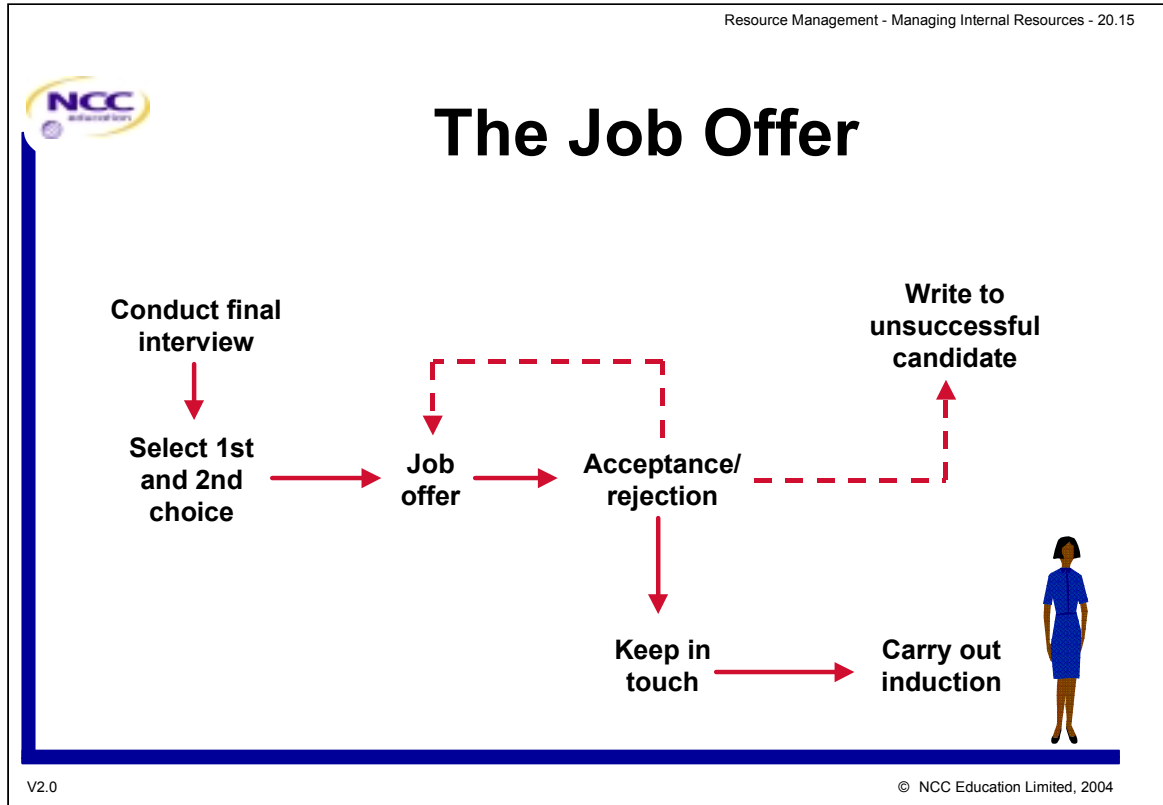 Resource Management - Managing Internal Resources - 20.15
NCC
education
The Job Offer
Conduct final
interview
Write to
unsuccessful
candidate
Select 1st
and 2nd
choice
Job
offer
Acceptance/
rejection
Keep in
touch
Carry out
induction
V2.0
© NCC Education Limited, 2004